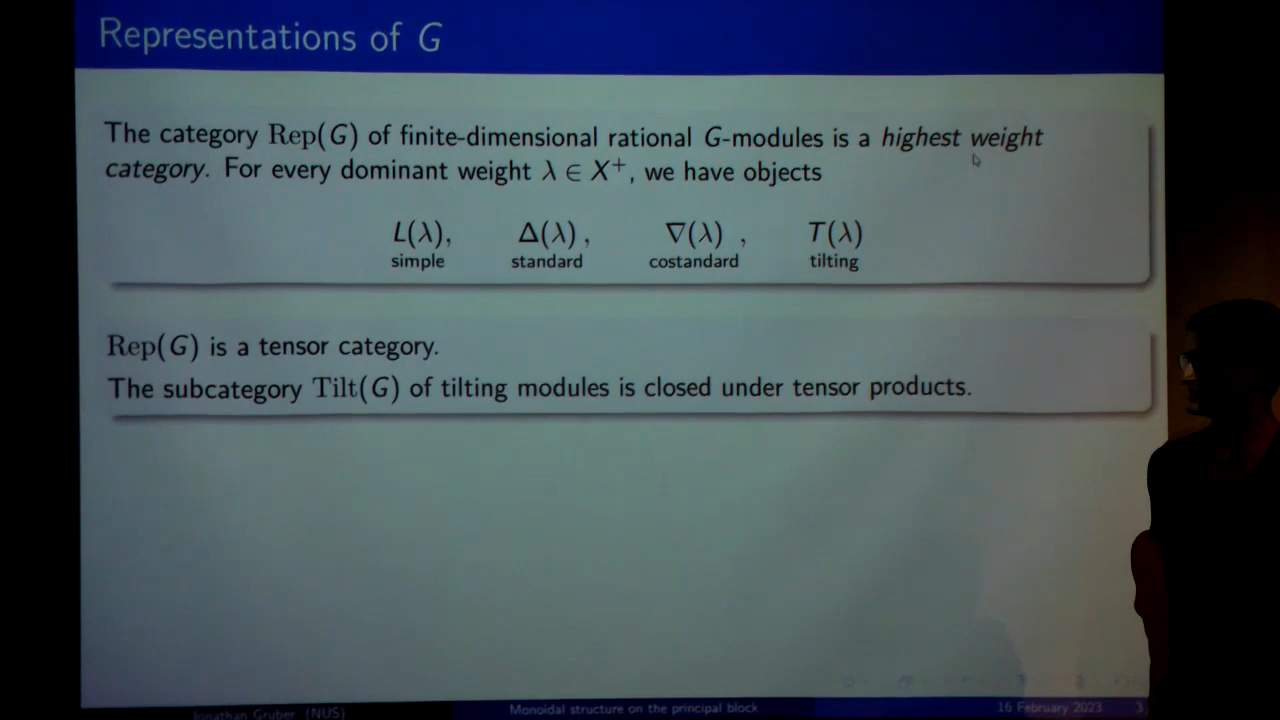 Representations of G
The category Rep(G) of finite-dimensional rational G-modules is a highest weight
category. For every dominant weight λ ∈ X⁺, we have objects
L(λ), Δ(λ), ∇(λ), T(λ)
simple standard costandard tilting
Rep(G) is a tensor category.
The subcategory Tilt(G) of tilting modules is closed under tensor products.
Jonathan Gruber (NUS) Monoidal structure on the principal block 16 February 2023 3